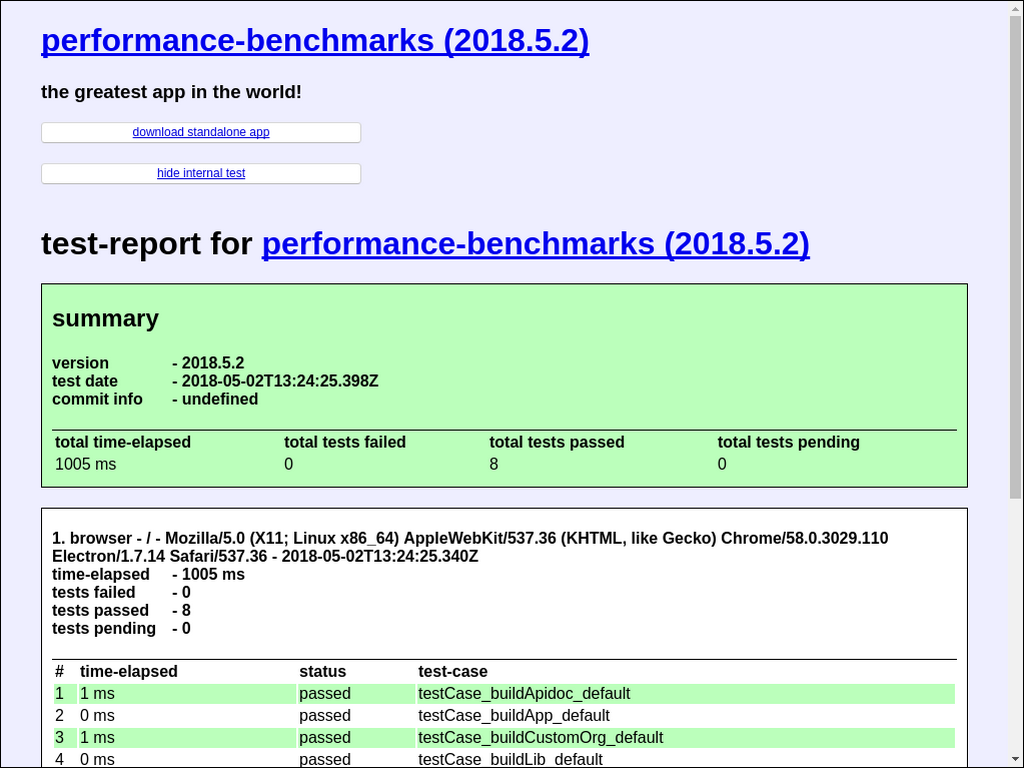 performance-benchmarks (2018.5.2)
the greatest app in the world!
download standalone app
hide internal test
test-report for performance-benchmarks (2018.5.2)
summary
version - 2018.5.2
test date - 2018-05-02T13:24:25.398Z
commit info - undefined
total time-elapsed total tests failed total tests passed total tests pending
1005 ms 0 8 0
1. browser - / - Mozilla/5.0 (X11; Linux x86_64) AppleWebKit/537.36 (KHTML, like Gecko) Chrome/58.0.3029.110
Electron/1.7.14 Safari/537.36 - 2018-05-02T13:24:25.340Z
time-elapsed - 1005 ms
tests failed - 0
tests passed - 8
tests pending - 0
# time-elapsed status test-case
1 1 ms passed testCase_buildApidoc_default
2 0 ms passed testCase_buildApp_default
3 1 ms passed testCase_buildCustomOrg_default
4 0 ms passed testCase_buildLib_default